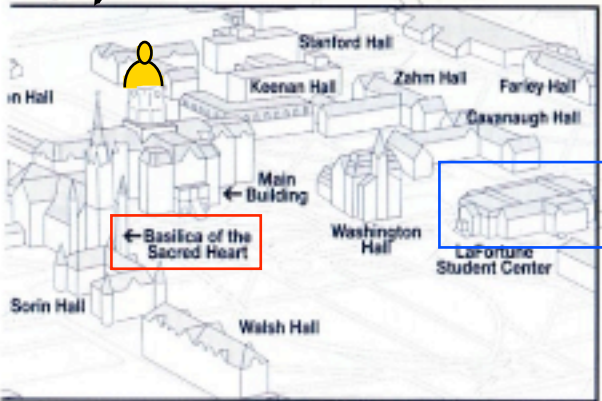 Stanford Hall
Keenan Hall
Zahm Hall
Farley Hall
n Hall
Cavanaugh Hall
Main
Building
Basilica of the
Sacred Heart
Washington
Hall
LaFortune
Student Center
Sorin Hall
Walsh Hall